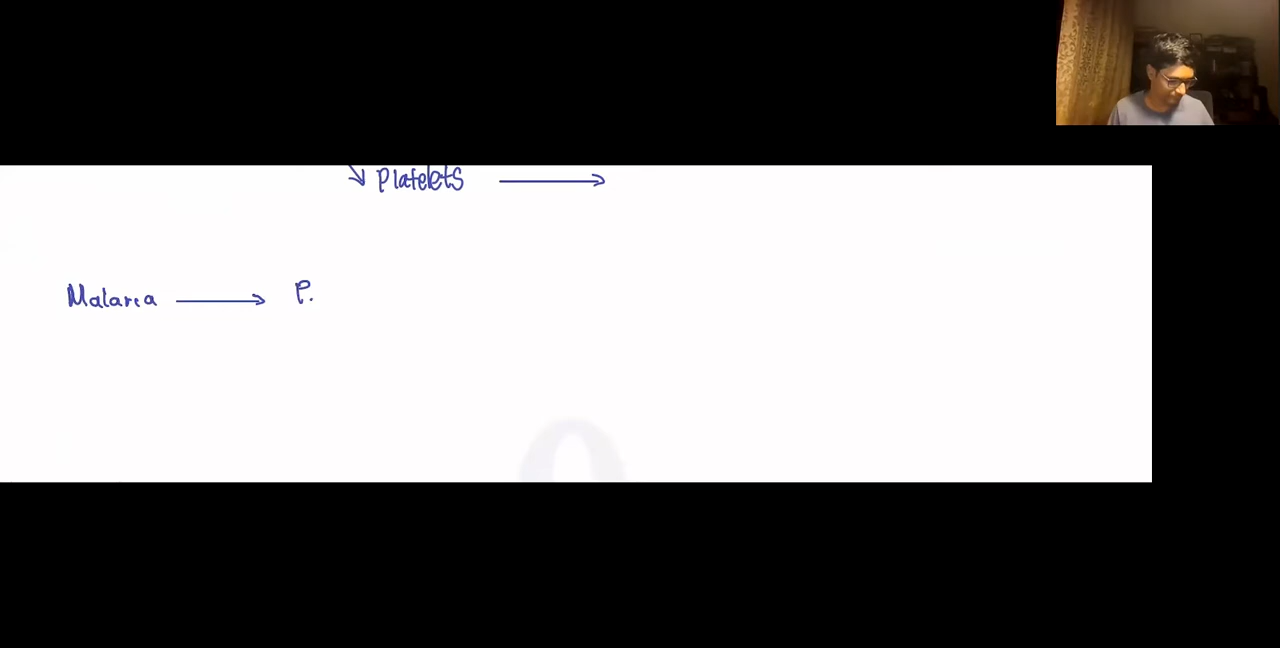 ↘ Platelets ⟶
Malaria ⟶ P.